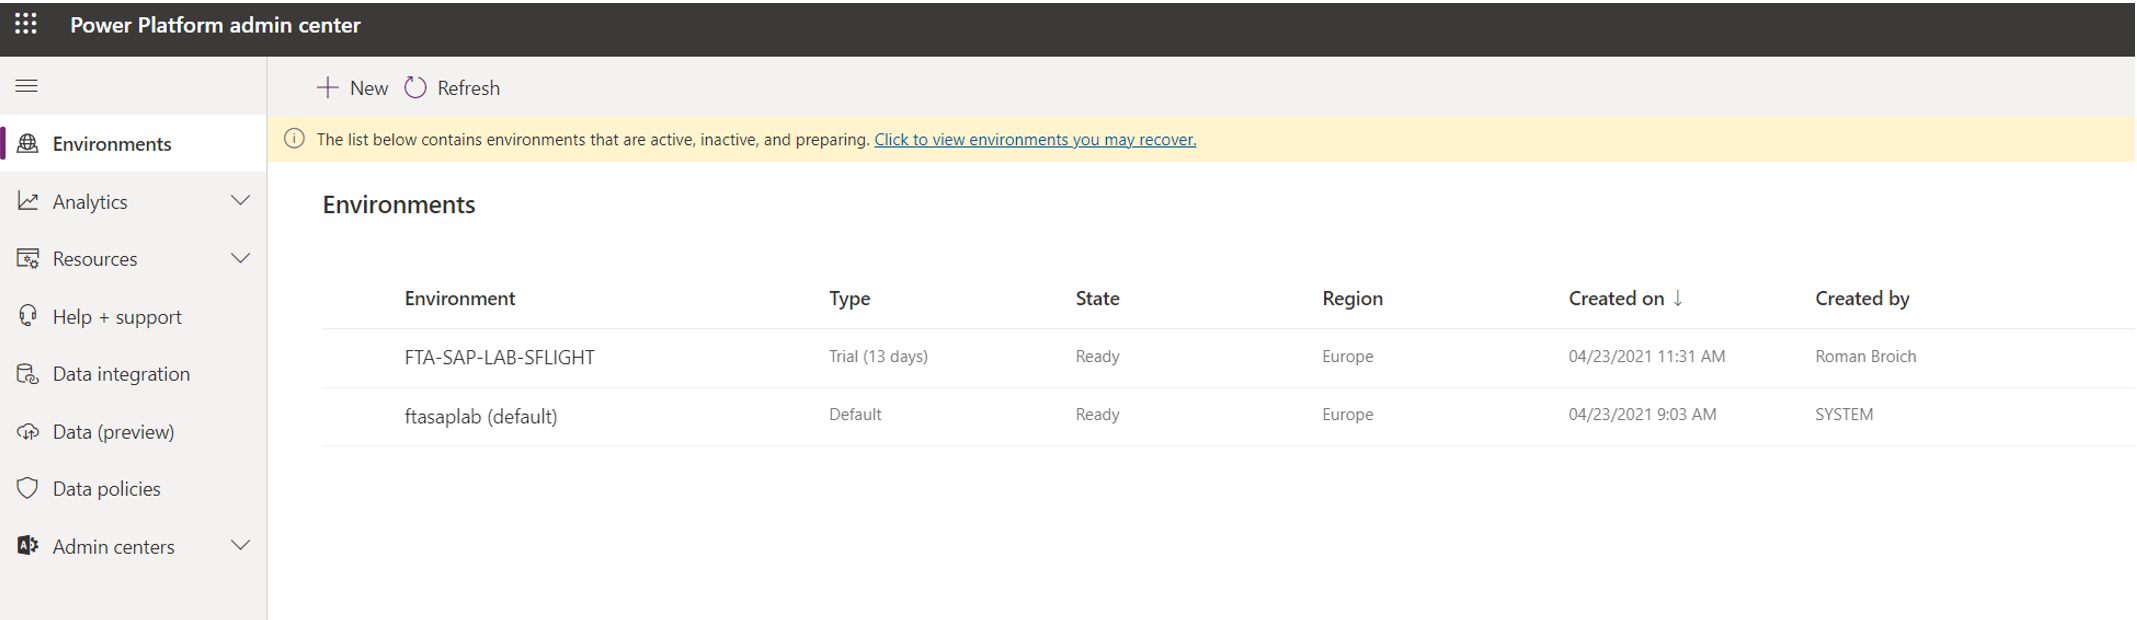 Power Platform admin center
New Refresh
The list below contains environments that are active, inactive, and preparing. Click to view environments you may recover.
Environments
Analytics
Resources
Help + support
Data integration
Data (preview)
Data policies
Admin centers
Environments
Environment Type State Region Created on ↓ Created by
FTA-SAP-LAB-SFLIGHT Trial (13 days) Ready Europe 04/23/2021 11:31 AM Roman Broich
ftasaplab (default) Default Ready Europe 04/23/2021 9:03 AM SYSTEM